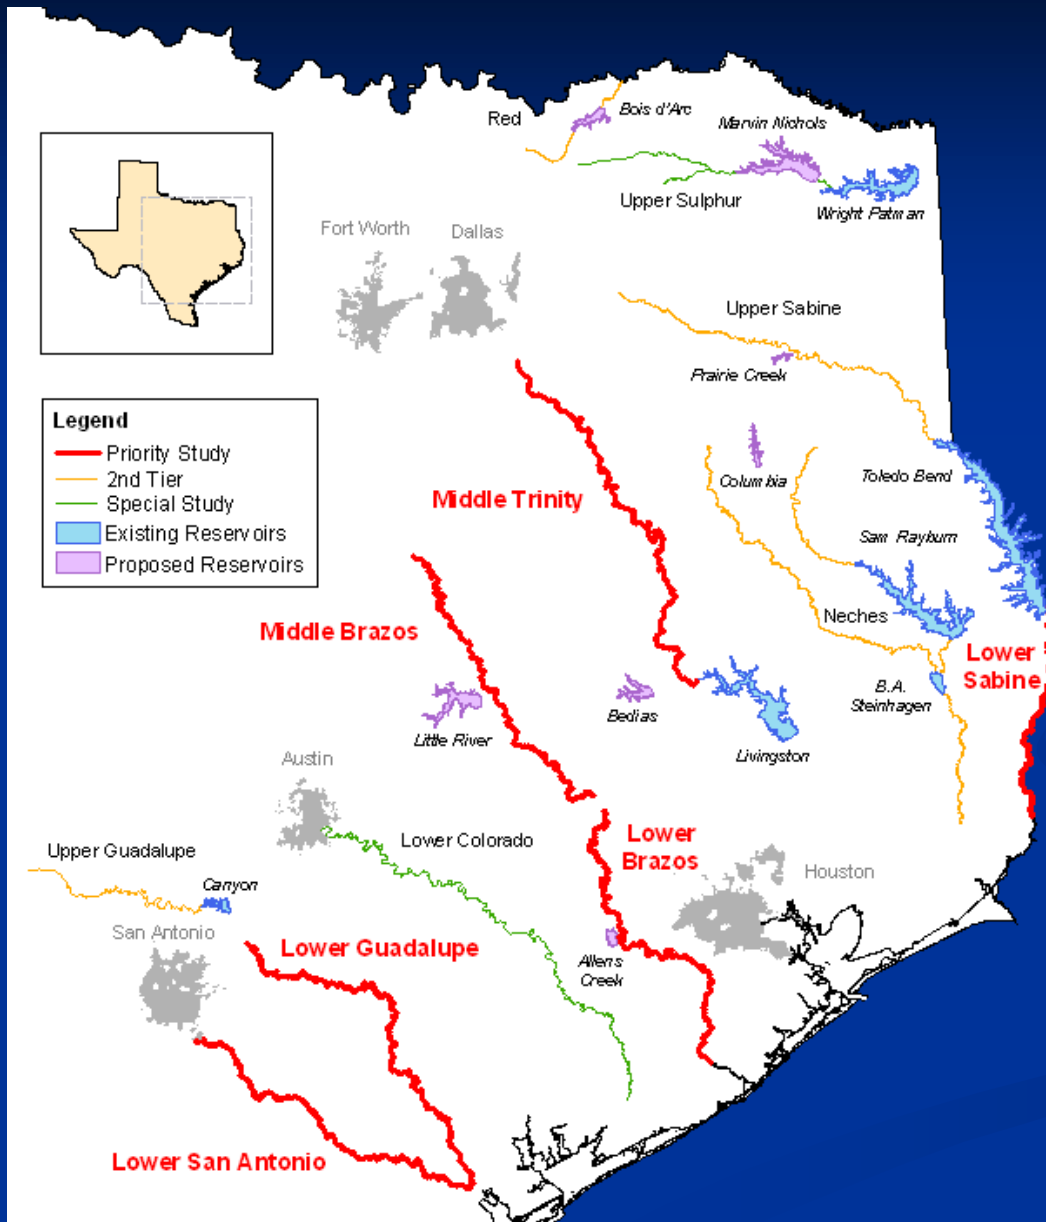 Red
Bois d'Arc
Marvin Nichols
Upper Sulphur
Wright Patman
Fort Worth
Dallas
Upper Sabine
Prairie Creek
Legend
Priority Study
2nd Tier
Special Study
Existing Reservoirs
Proposed Reservoirs
Columbia
Toledo Bend
Middle Trinity
Sam Rayburn
Neches
Middle Brazos
Lower
Sabine
B.A.
Steinhagen
Bedias
Little River
Livingston
Austin
Lower Colorado
Lower
Brazos
Upper Guadalupe
Houston
Canyon
San Antonio
Lower Guadalupe
Allens
Creek
Lower San Antonio